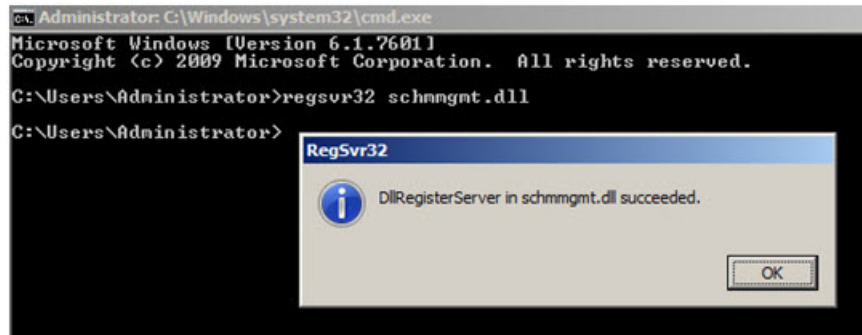 Administrator: C:\Windows\system32\cmd.exe
Microsoft Windows [Version 6.1.7601]
Copyright (c) 2009 Microsoft Corporation.  All rights reserved.
C:\Users\Administrator>regsvr32 schmmgmt.dll
C:\Users\Administrator>
RegSvr32
DllRegisterServer in schmmgmt.dll succeeded.
OK